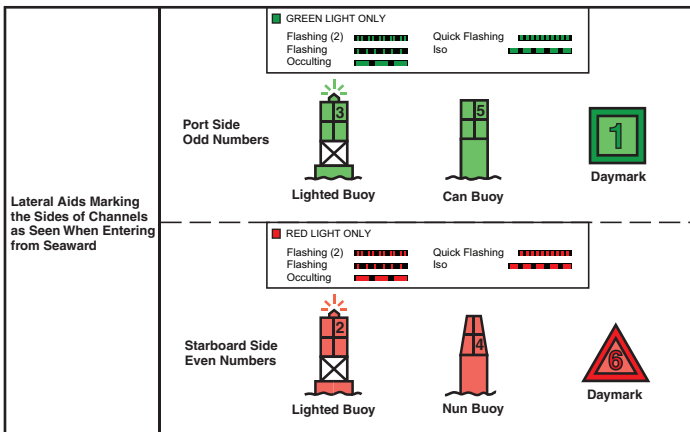 GREEN LIGHT ONLY
Flashing (2)
Quick Flashing
Flashing
Iso
Occulting
Port Side
Odd Numbers
3
5
1
Lighted Buoy
Can Buoy
Daymark
Lateral Aids Marking
the Sides of Channels
as Seen When Entering
from Seaward
RED LIGHT ONLY
Flashing (2)
Quick Flashing
Flashing
Iso
Occulting
Starboard Side
Even Numbers
2
4
6
Lighted Buoy
Nun Buoy
Daymark